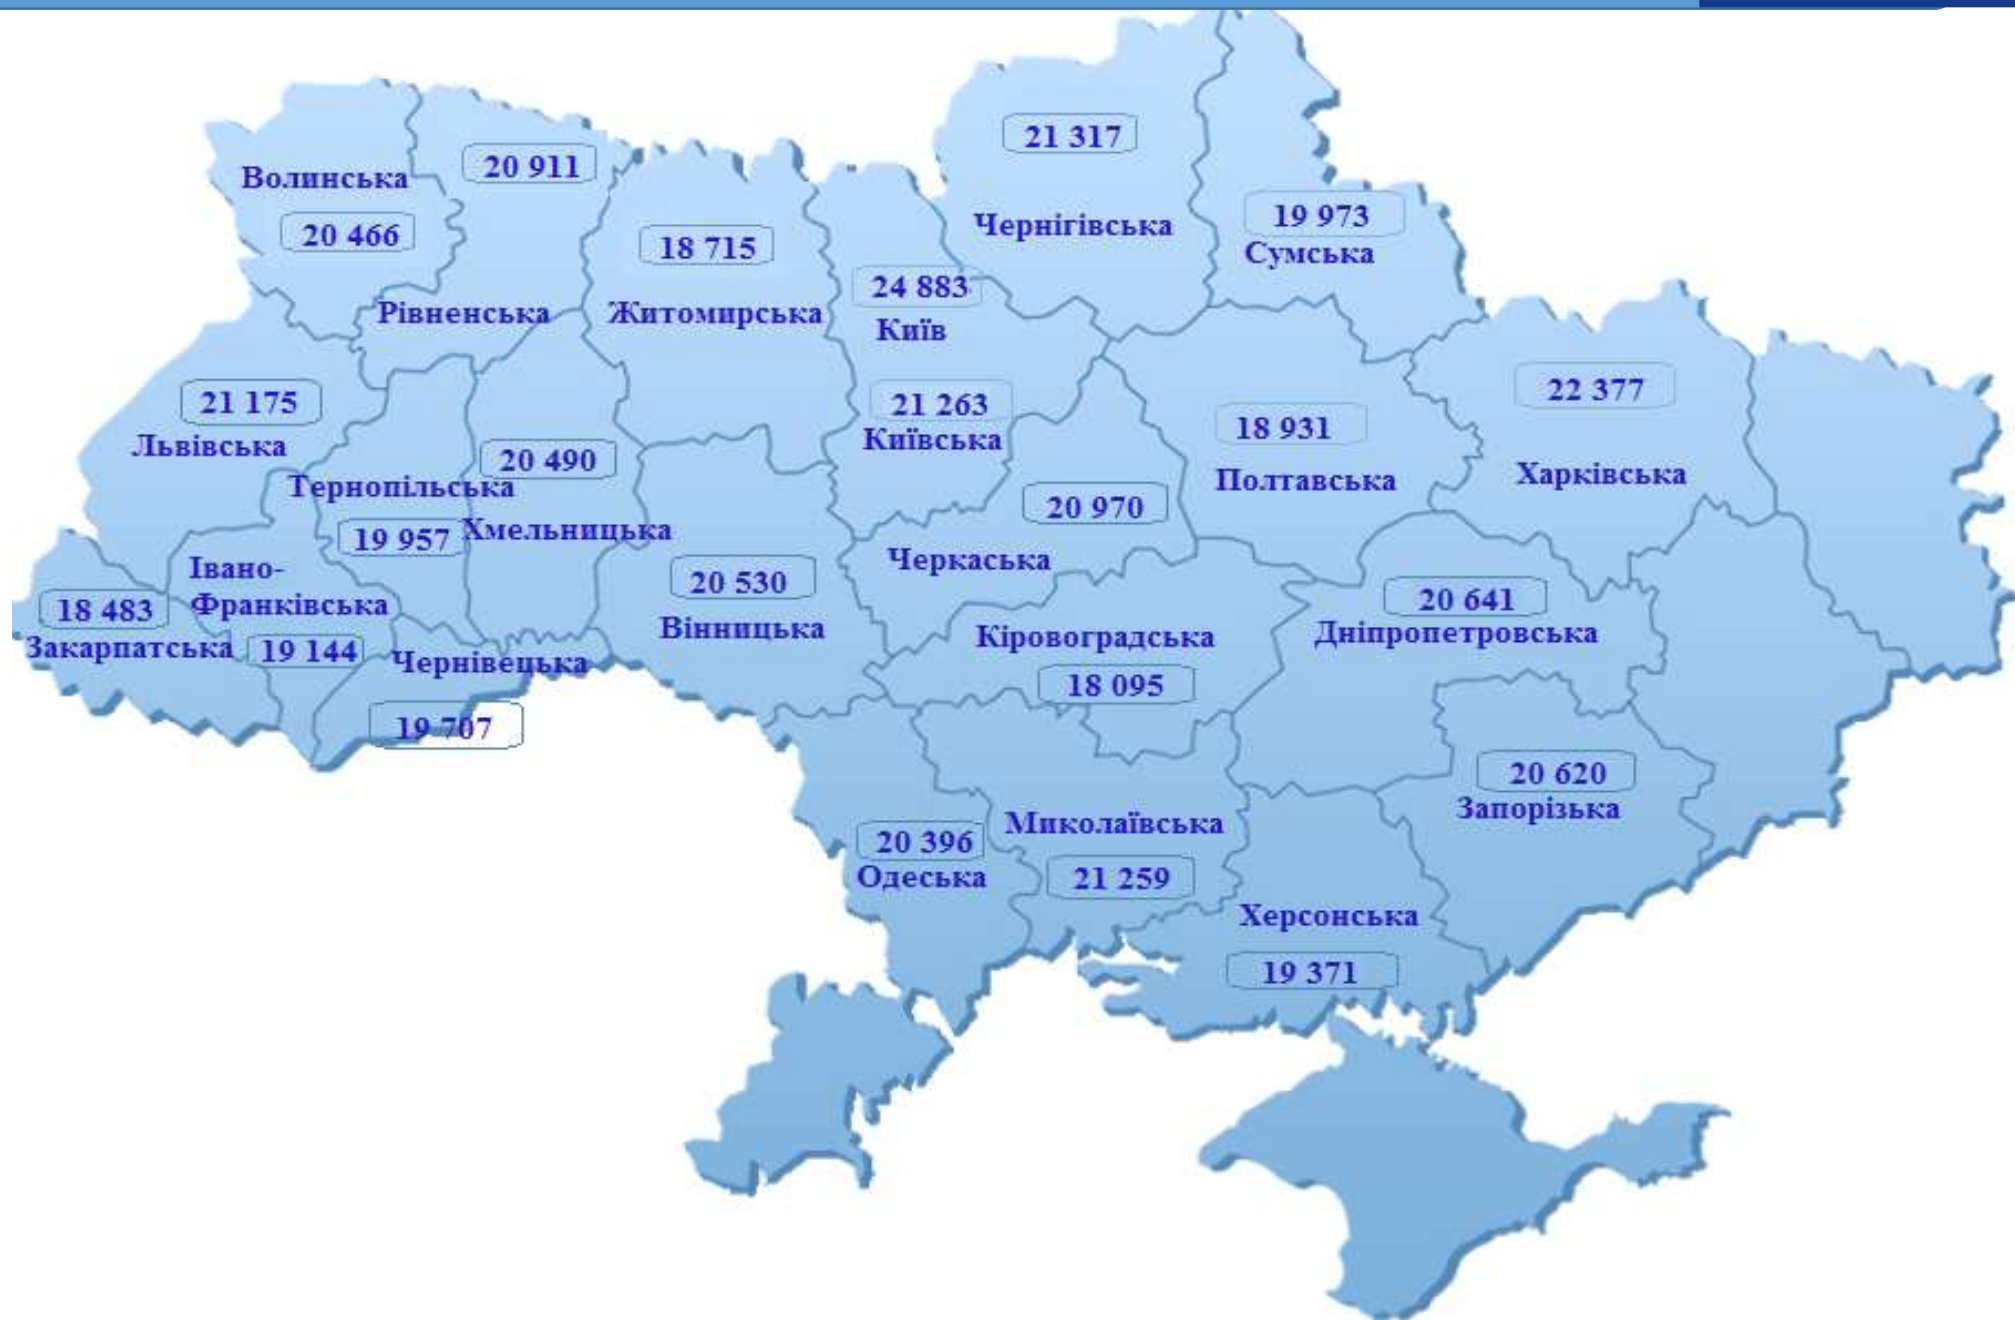 21 317
Чернігівська
19 973
Сумська
20 911
Рівненська
Волинська
20 466
18 715
Житомирська
24 883
Київ
21 263
Київська
21 175
Львівська
Тернопільська
19 957
20 490
Хмельницька
20 970
Черкаська
18 931
Полтавська
22 377
Харківська
18 483
Закарпатська
Івано-
Франківська
19 144
Чернівецька
19 707
20 530
Вінницька
Кіровоградська
18 095
20 641
Дніпропетровська
20 620
Запорізька
20 396
Одеська
Миколаївська
21 259
Херсонська
19 371